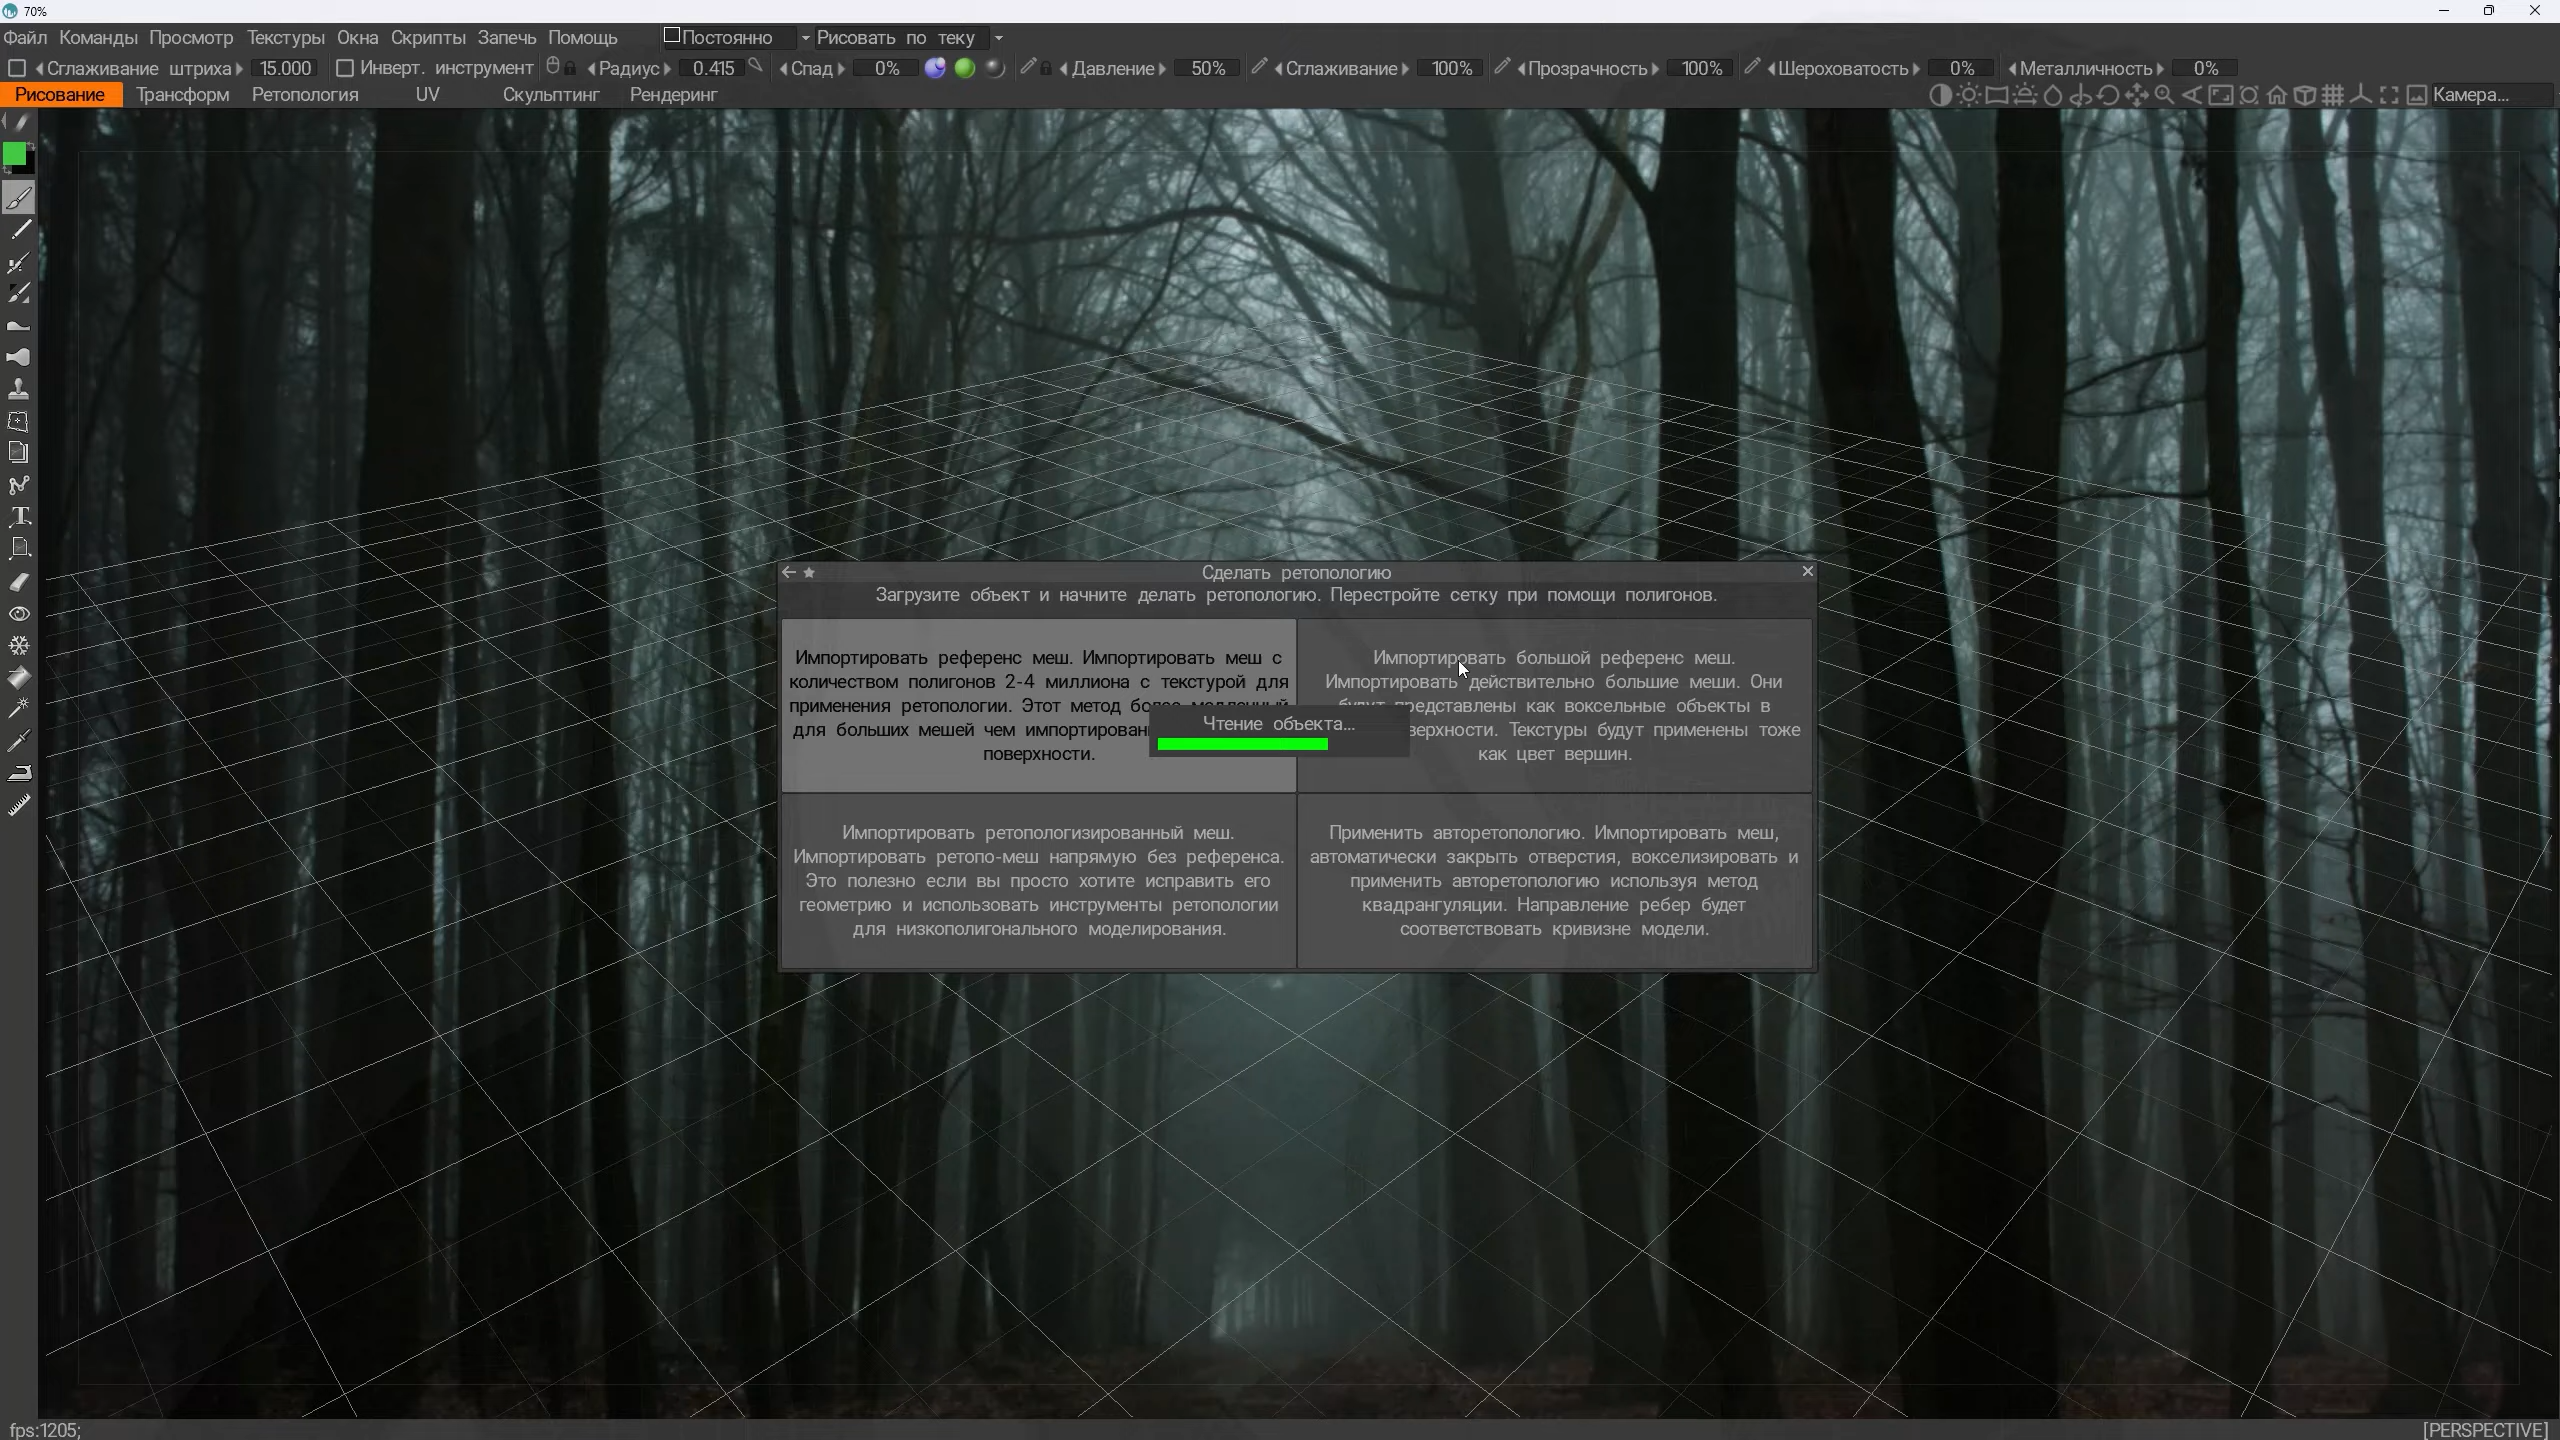 70%
Файл Команды Просмотр Текстуры Окна Скрипты Запечь Помощь Постоянно Рисовать по теку
Сглаживание штриха 15.000 Инверт. инструмент Радиус 0.415 Спад 0% Давление 50% Сглаживание 100% Прозрачность 100% Шероховатость 0% Металличность 0%
Рисование Трансформ Ретопология UV Скульптинг Рендеринг Камера...
Сделать ретопологию
Загрузите объект и начните делать ретопологию. Перестройте сетку при помощи полигонов.
Импортировать референс меш. Импортировать меш с
количеством полигонов 2-4 миллиона с текстурой для
применения ретопологии. Этот метод
для больших мешей чем
поверхности.
Импортировать большой референс меш.
Импортировать действительно большие меши. Они
будут представлены как воксельные объекты в
Текстуры будут применены тоже
как цвет вершин.
Чтение объекта...
Импортировать ретопологизированный меш.
Импортировать ретопо-меш напрямую без референса.
Это полезно если вы просто хотите исправить его
геометрию и использовать инструменты ретопологии
для низкополигонального моделирования.
Применить авторетопологию. Импортировать меш,
автоматически закрыть отверстия, вокселизировать и
применить авторетопологию используя метод
квадрангуляции. Направление ребер будет
соответствовать кривизне модели.
fps:1205;
[PERSPECTIVE]